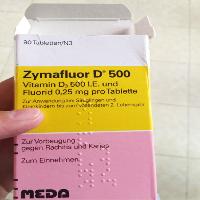 90 Tabletten/N3
Zymafluor D® 500
Vitamin D₃ 500 I.E. und
Fluorid 0,25 mg pro Tablette
Zur Anwendung bei Säuglingen und
Kleinkindern bis zum vollendeten 2. Lebensjahr
Zur Vorbeugung
gegen Rachitis und Karies
Zum Einnehmen
MEDA